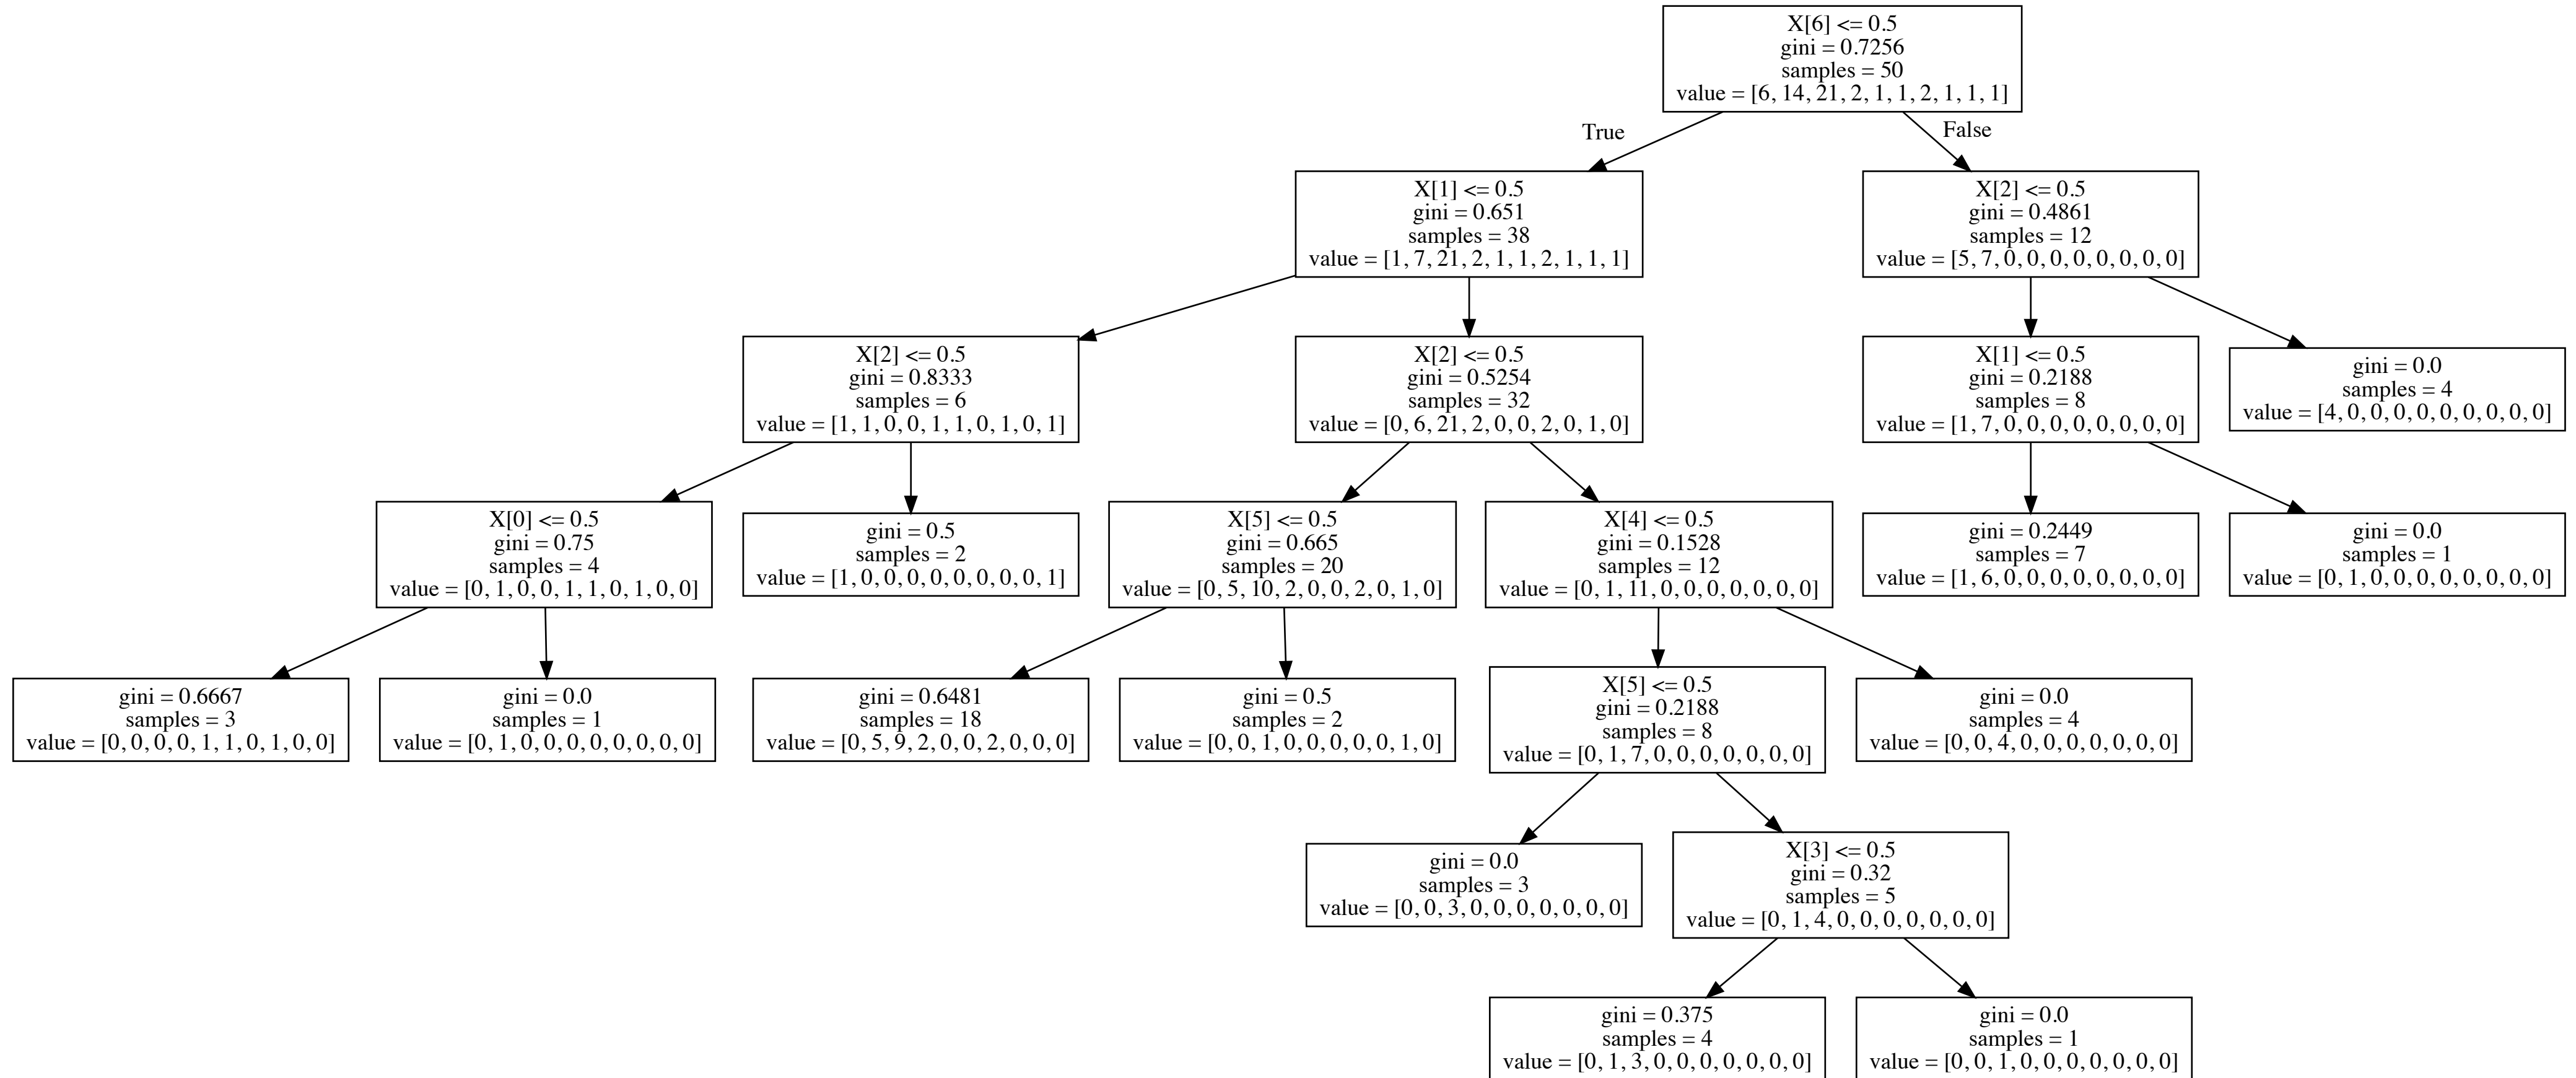 X[6] <= 0.5
gini = 0.7256
samples = 50
value = [6, 14, 21, 2, 1, 1, 2, 1, 1, 1]
True
False
X[1] <= 0.5
gini = 0.651
samples = 38
value = [1, 7, 21, 2, 1, 1, 2, 1, 1, 1]
X[2] <= 0.5
gini = 0.4861
samples = 12
value = [5, 7, 0, 0, 0, 0, 0, 0, 0, 0]
X[2] <= 0.5
gini = 0.8333
samples = 6
value = [1, 1, 0, 0, 1, 1, 0, 1, 0, 1]
X[2] <= 0.5
gini = 0.5254
samples = 32
value = [0, 6, 21, 2, 0, 0, 2, 0, 1, 0]
X[1] <= 0.5
gini = 0.2188
samples = 8
value = [1, 7, 0, 0, 0, 0, 0, 0, 0, 0]
gini = 0.0
samples = 4
value = [4, 0, 0, 0, 0, 0, 0, 0, 0, 0]
X[0] <= 0.5
gini = 0.75
samples = 4
value = [0, 1, 0, 0, 1, 1, 0, 1, 0, 0]
gini = 0.5
samples = 2
value = [1, 0, 0, 0, 0, 0, 0, 0, 0, 1]
X[5] <= 0.5
gini = 0.665
samples = 20
value = [0, 5, 10, 2, 0, 0, 2, 0, 1, 0]
X[4] <= 0.5
gini = 0.1528
samples = 12
value = [0, 1, 11, 0, 0, 0, 0, 0, 0, 0]
gini = 0.2449
samples = 7
value = [1, 6, 0, 0, 0, 0, 0, 0, 0, 0]
gini = 0.0
samples = 1
value = [0, 1, 0, 0, 0, 0, 0, 0, 0, 0]
gini = 0.6667
samples = 3
value = [0, 0, 0, 0, 1, 1, 0, 1, 0, 0]
gini = 0.0
samples = 1
value = [0, 1, 0, 0, 0, 0, 0, 0, 0, 0]
gini = 0.6481
samples = 18
value = [0, 5, 9, 2, 0, 0, 2, 0, 0, 0]
gini = 0.5
samples = 2
value = [0, 0, 1, 0, 0, 0, 0, 0, 1, 0]
X[5] <= 0.5
gini = 0.2188
samples = 8
value = [0, 1, 7, 0, 0, 0, 0, 0, 0, 0]
gini = 0.0
samples = 4
value = [0, 0, 4, 0, 0, 0, 0, 0, 0, 0]
gini = 0.0
samples = 3
value = [0, 0, 3, 0, 0, 0, 0, 0, 0, 0]
X[3] <= 0.5
gini = 0.32
samples = 5
value = [0, 1, 4, 0, 0, 0, 0, 0, 0, 0]
gini = 0.375
samples = 4
value = [0, 1, 3, 0, 0, 0, 0, 0, 0, 0]
gini = 0.0
samples = 1
value = [0, 0, 1, 0, 0, 0, 0, 0, 0, 0]